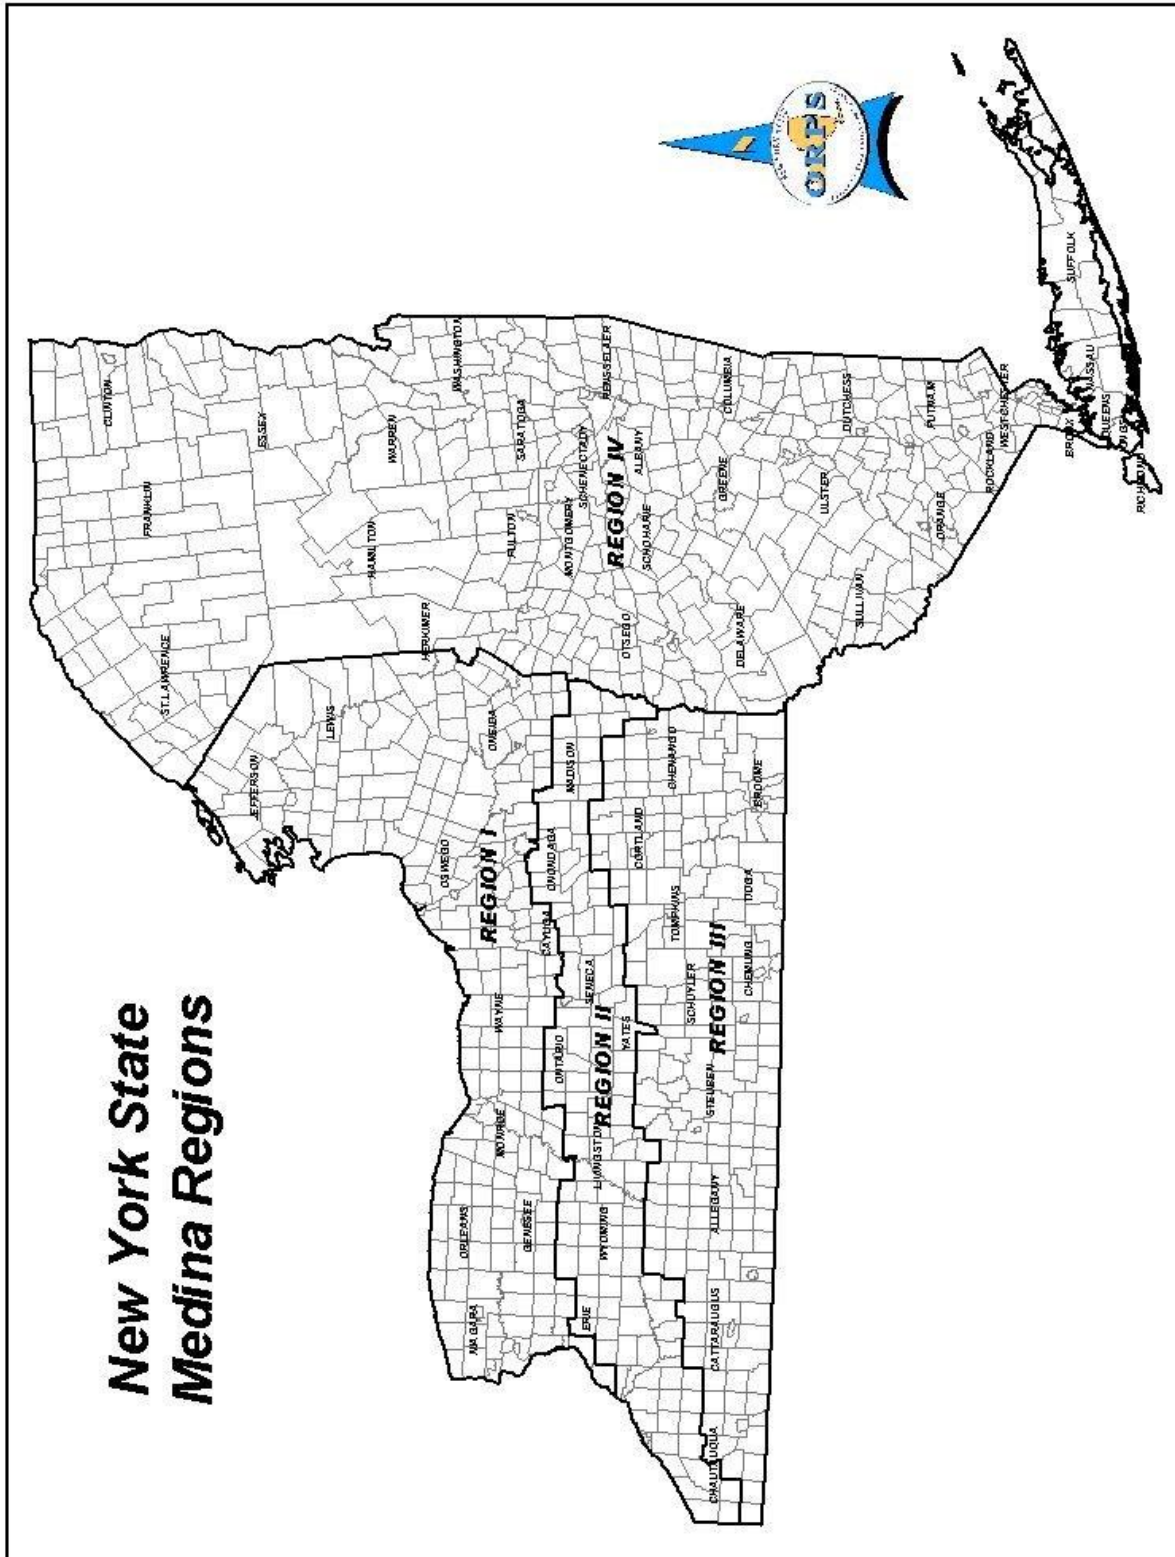 New York State
Medina Regions
ORPS
CLINTON
FRANKLIN
ST.LAWRENCE
ESSEX
JEFFERSON
LEWIS
HAMILTON
WARREN
HERKIMER
WASHINGTON
OSWEGO
ONEIDA
FULTON
SARATOGA
NIAGARA
ORLEANS
MONROE
WAYNE
REGION I
GENESEE
CAYUGA
ONONDAGA
MADISON
MONTGOMERY
SCHENECTADY
RENSSELAER
REGION IV
ERIE
WYOMING
LIVINGSTON
ONTARIO
SENECA
REGION II
YATES
OTSEGO
SCHOHARIE
ALBANY
CORTLAND
CHENANGO
TOMPKINS
SCHUYLER
REGION III
CHAUTAUQUA
CATTARAUGUS
ALLEGANY
STEUBEN
CHEMUNG
TIOGA
BROOME
DELAWARE
GREENE
COLUMBIA
ULSTER
DUTCHESS
SULLIVAN
ORANGE
PUTNAM
ROCKLAND
WESTCHESTER
BRONX
NASSAU
SUFFOLK
QUEENS
RICHMOND